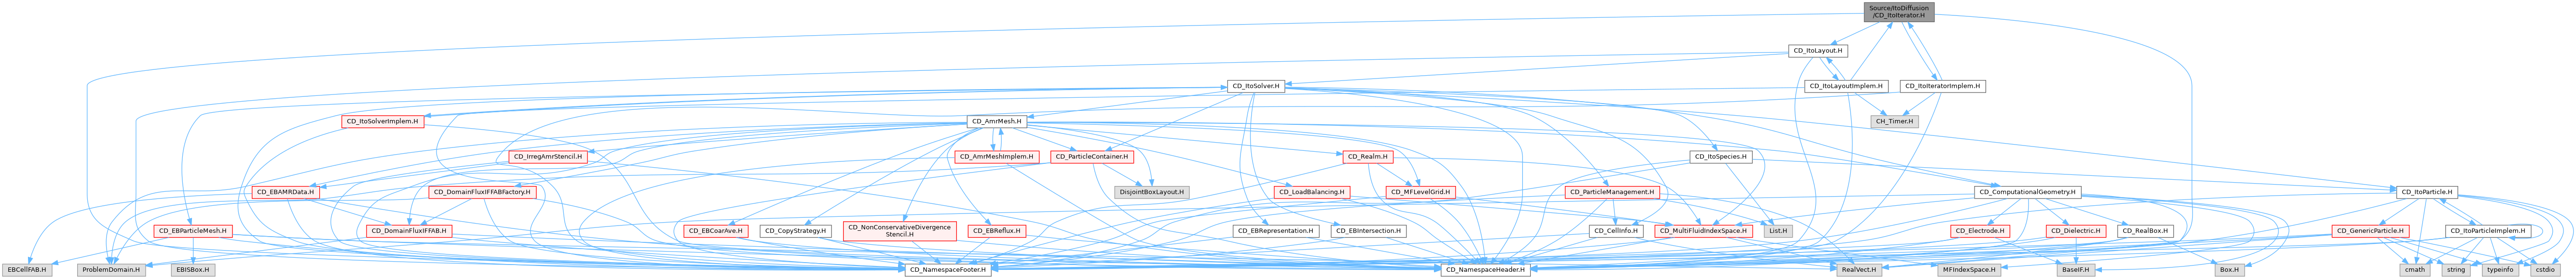 Source/ItoDiffusion
/CD_ItoIterator.H
CD_ItoLayout.H
CD_ItoSolver.H
CD_ItoLayoutImplem.H
CD_ItoIteratorImplem.H
CD_ItoSolverImplem.H
CD_AmrMesh.H
CH_Timer.H
CD_IrregAmrStencil.H
CD_AmrMeshImplem.H
CD_ParticleContainer.H
CD_Realm.H
CD_ItoSpecies.H
CD_EBAMRData.H
CD_DomainFluxIFFABFactory.H
DisjointBoxLayout.H
CD_LoadBalancing.H
CD_MFLevelGrid.H
CD_ParticleManagement.H
CD_ComputationalGeometry.H
CD_ItoParticle.H
CD_EBParticleMesh.H
CD_DomainFluxIFFAB.H
CD_EBCoarAve.H
CD_CopyStrategy.H
CD_NonConservativeDivergence
Stencil.H
CD_EBReflux.H
CD_EBRepresentation.H
CD_EBIntersection.H
CD_CellInfo.H
CD_MultiFluidIndexSpace.H
List.H
CD_Electrode.H
CD_Dielectric.H
CD_RealBox.H
CD_GenericParticle.H
CD_ItoParticleImplem.H
EBCellFAB.H
ProblemDomain.H
EBISBox.H
CD_NamespaceFooter.H
CD_NamespaceHeader.H
RealVect.H
MFIndexSpace.H
BaseIF.H
Box.H
cmath
string
typeinfo
cstdio